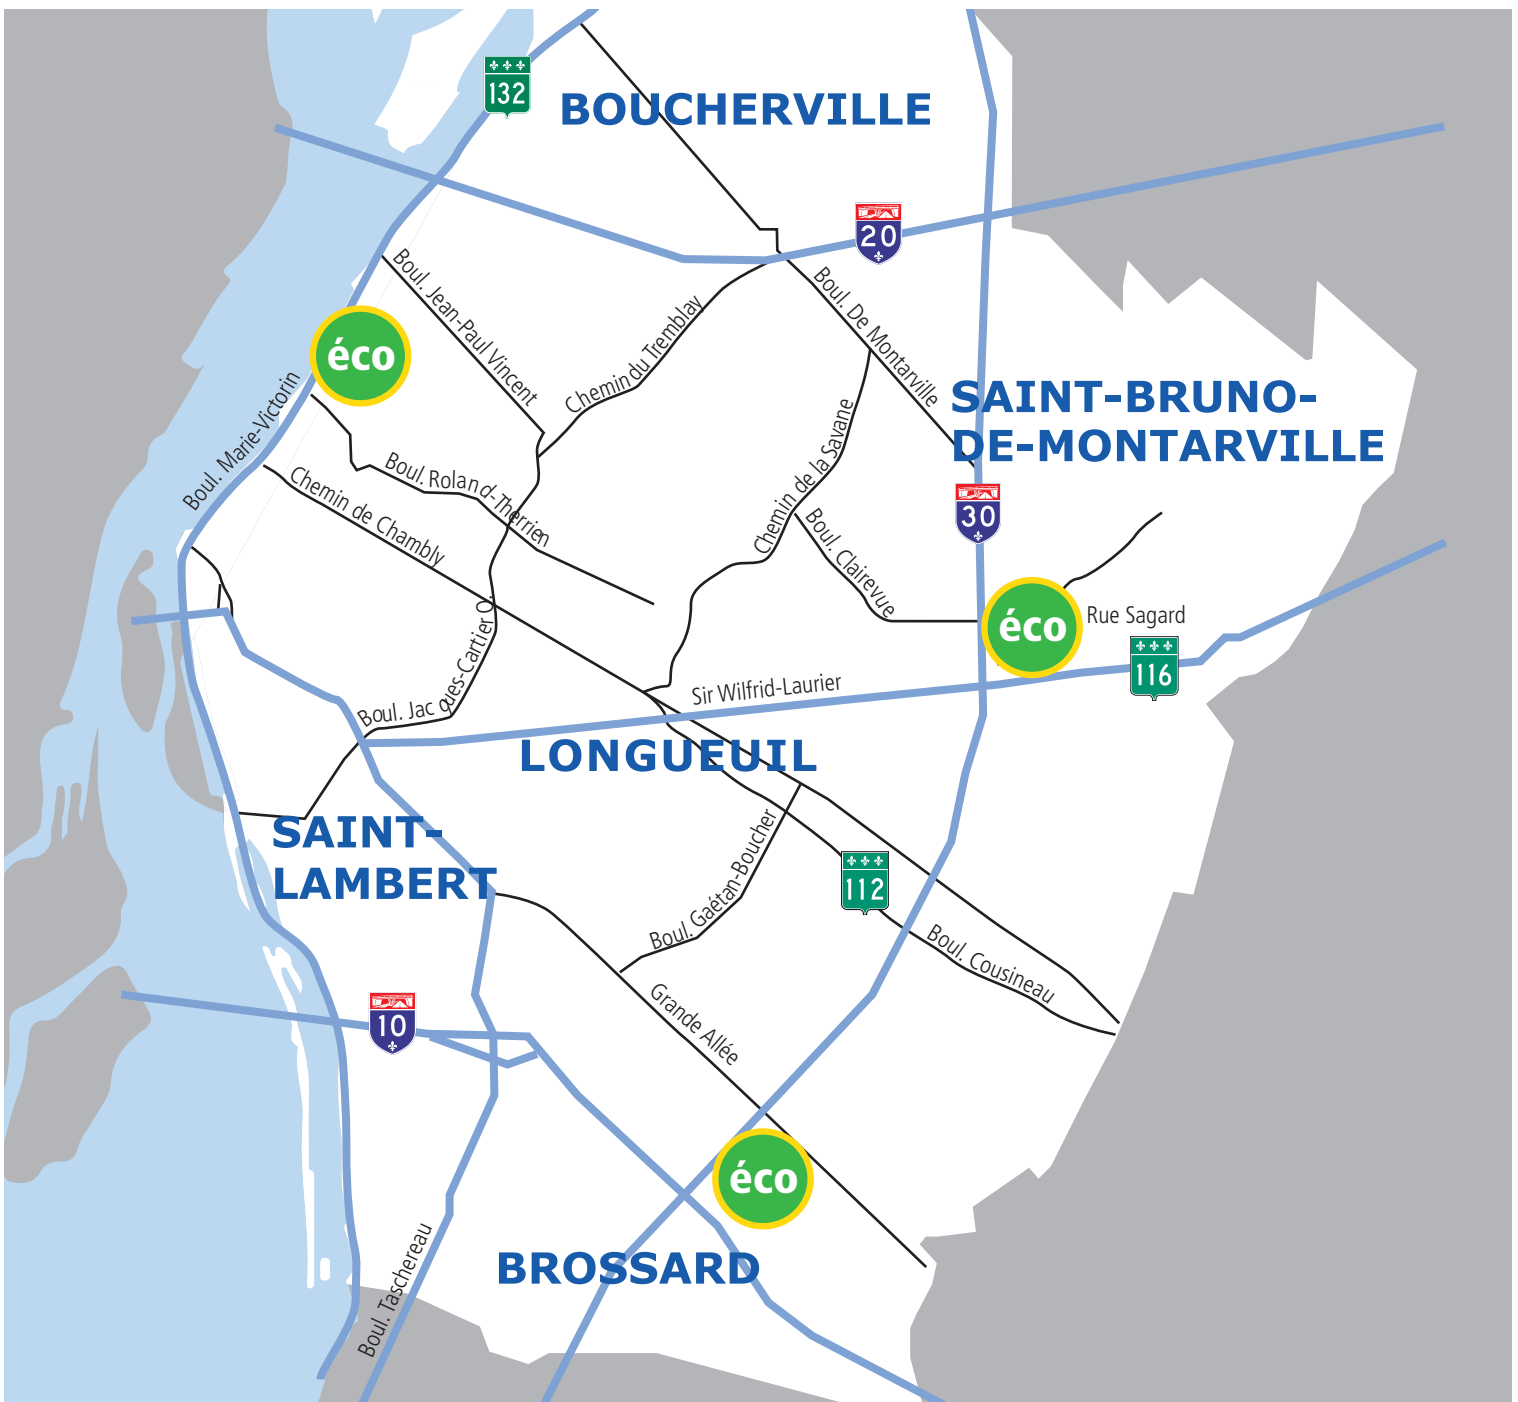 132
BOUCHERVILLE
20
Boul. Jean-Paul Vincent
Chemin du Tremblay
Boul. De Montarville
éco
Boul. Marie-Victorin
SAINT-BRUNO-
DE-MONTARVILLE
Boul. Roland-Therrien
Chemin de la Savane
Chemin de Chambly
30
Boul. Clairevue
éco
Rue Sagard
116
Boul. Jacques-Cartier O.
Sir Wilfrid-Laurier
LONGUEUIL
SAINT-
LAMBERT
Boul. Gaétan-Boucher
112
Boul. Cousineau
10
Grande Allée
éco
BROSSARD
Boul. Taschereau